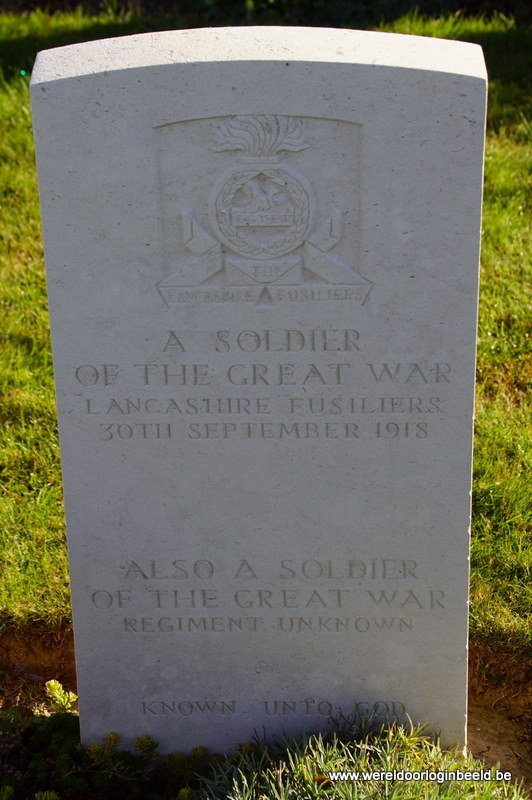 THE
LANCASHIRE FUSILIERS
A SOLDIER
OF THE GREAT WAR
LANCASHIRE FUSILIERS
30TH SEPTEMBER 1918
ALSO A SOLDIER
OF THE GREAT WAR
REGIMENT UNKNOWN
KNOWN UNTO GOD
www.wereldoorloginbeeld.be